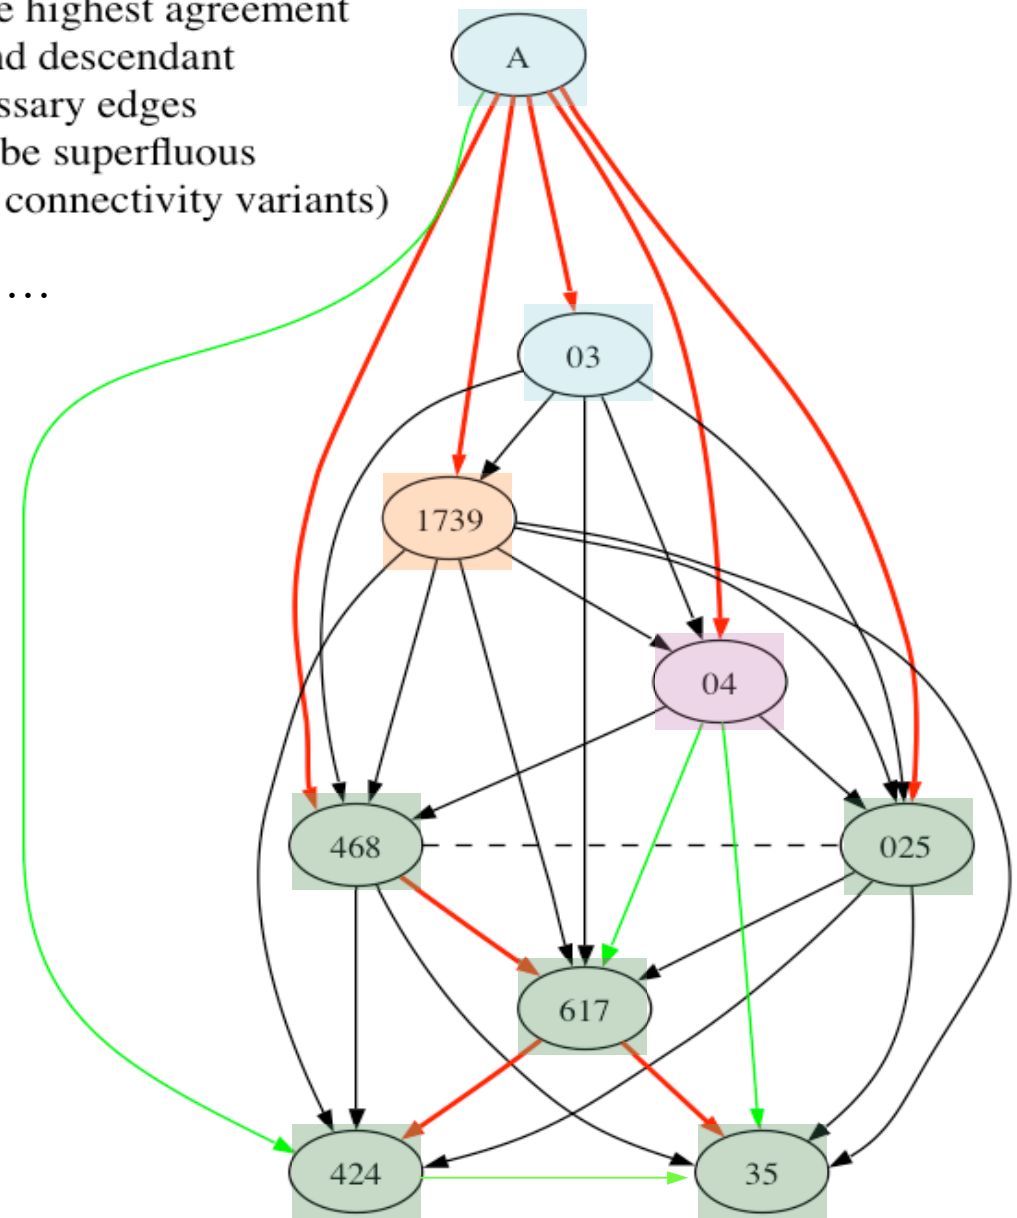 e highest agreement
nd descendant
ssary edges
be superfluous
connectivity variants)
...
A
03
1739
04
468
025
617
424
35